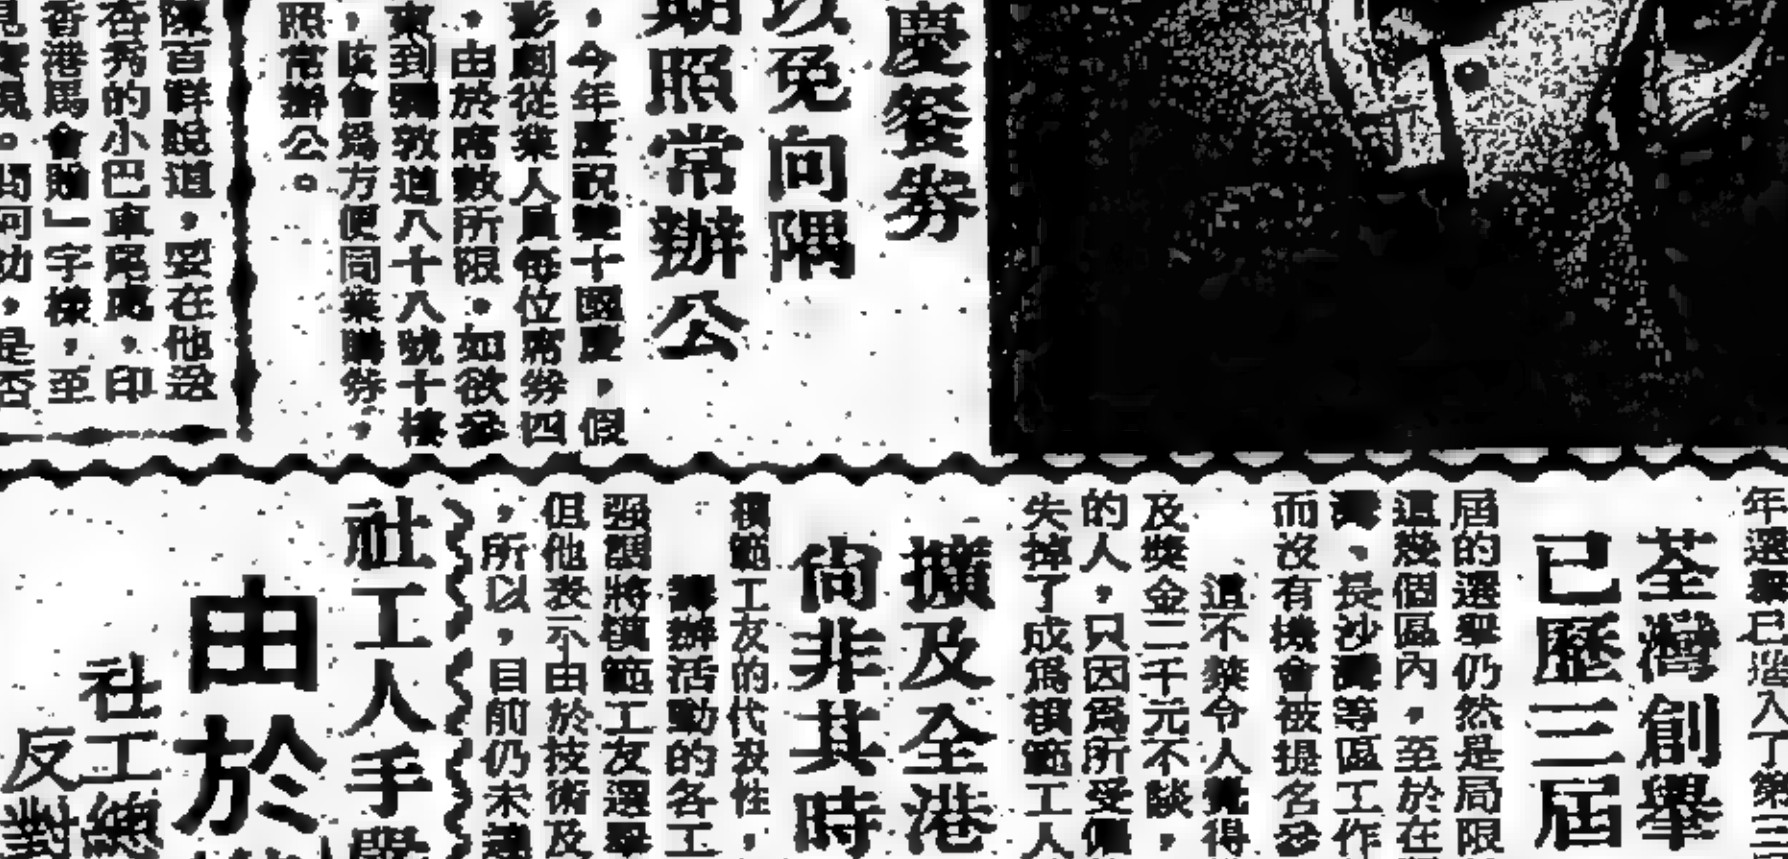 慶餐券
以免向隅
期照常辦公
，今年慶祝雙十國慶，假
影劇從業人員每位席券四
，由於席數所限，如欲參
東到彌敦道八十八號十樓
，該會爲方便同業購券，
照常辦公。
陳百祥說道，要在他這
杏秀的小巴車尾處，印
香港馬會贈」字樣，至
年選舉已進入了第三
荃灣創舉
已歷三屆
屆的選舉仍然是局限
這幾個區內，至於在
灣、長沙灣等區工作
而沒有機會被提名參
這不禁令人覺得
及獎金二千元不談，
的人，只因爲所受僱
失掉了成爲模範工人
擴及全港
尙非其時
模範工友的代表性，
籌辦活動的各工
強調將模範工友選舉
但他表示由於技術及
，所以，目前仍未
社工人手
由於
社工總
反對